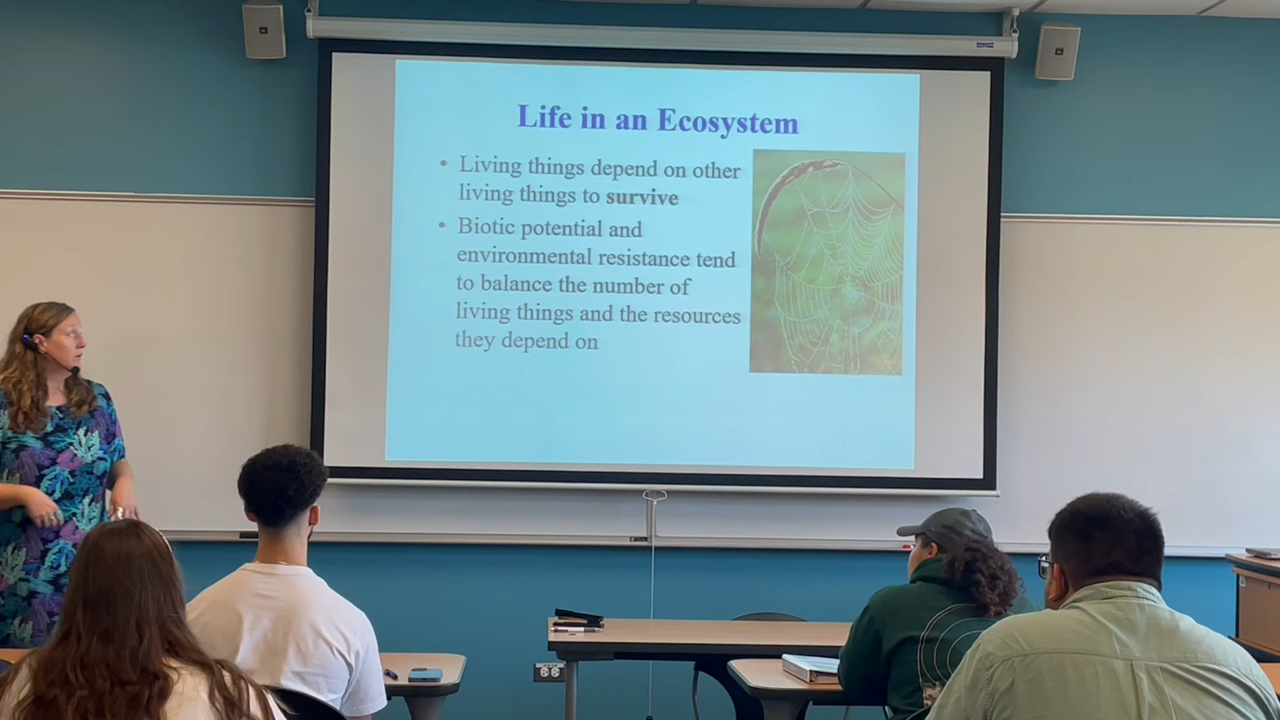 Life in an Ecosystem
• Living things depend on other
living things to survive
• Biotic potential and
environmental resistance tend
to balance the number of
living things and the resources
they depend on